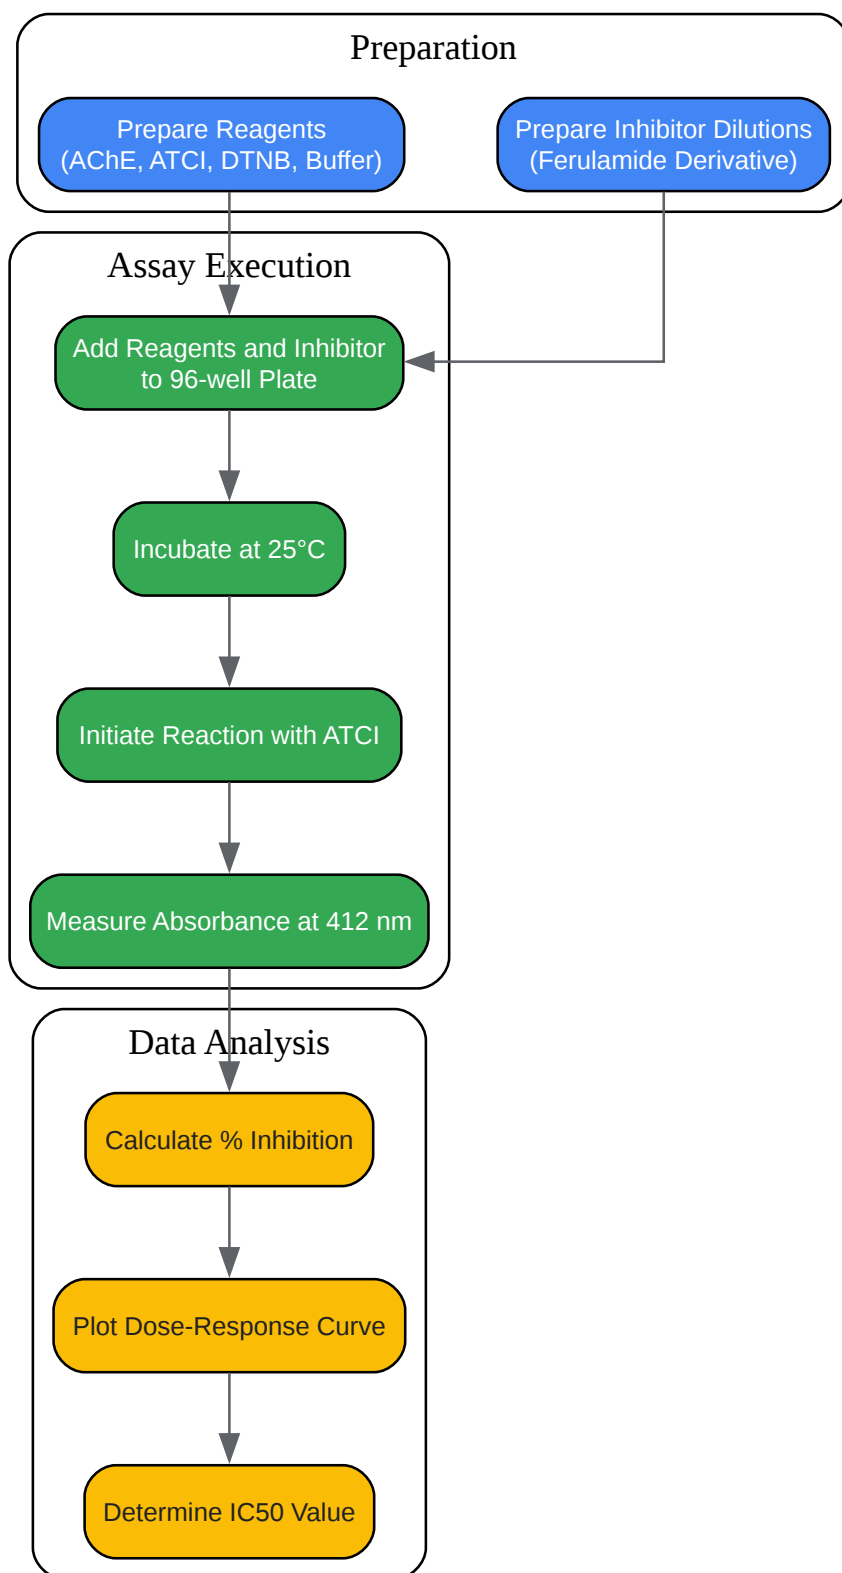 Preparation
Prepare Reagents
(AChE, ATCI, DTNB, Buffer)
Prepare Inhibitor Dilutions
(Ferulamide Derivative)
Assay Execution
Add Reagents and Inhibitor
to 96-well Plate
Incubate at 25°C
Initiate Reaction with ATCI
Measure Absorbance at 412 nm
Data Analysis
Calculate % Inhibition
Plot Dose-Response Curve
Determine IC50 Value